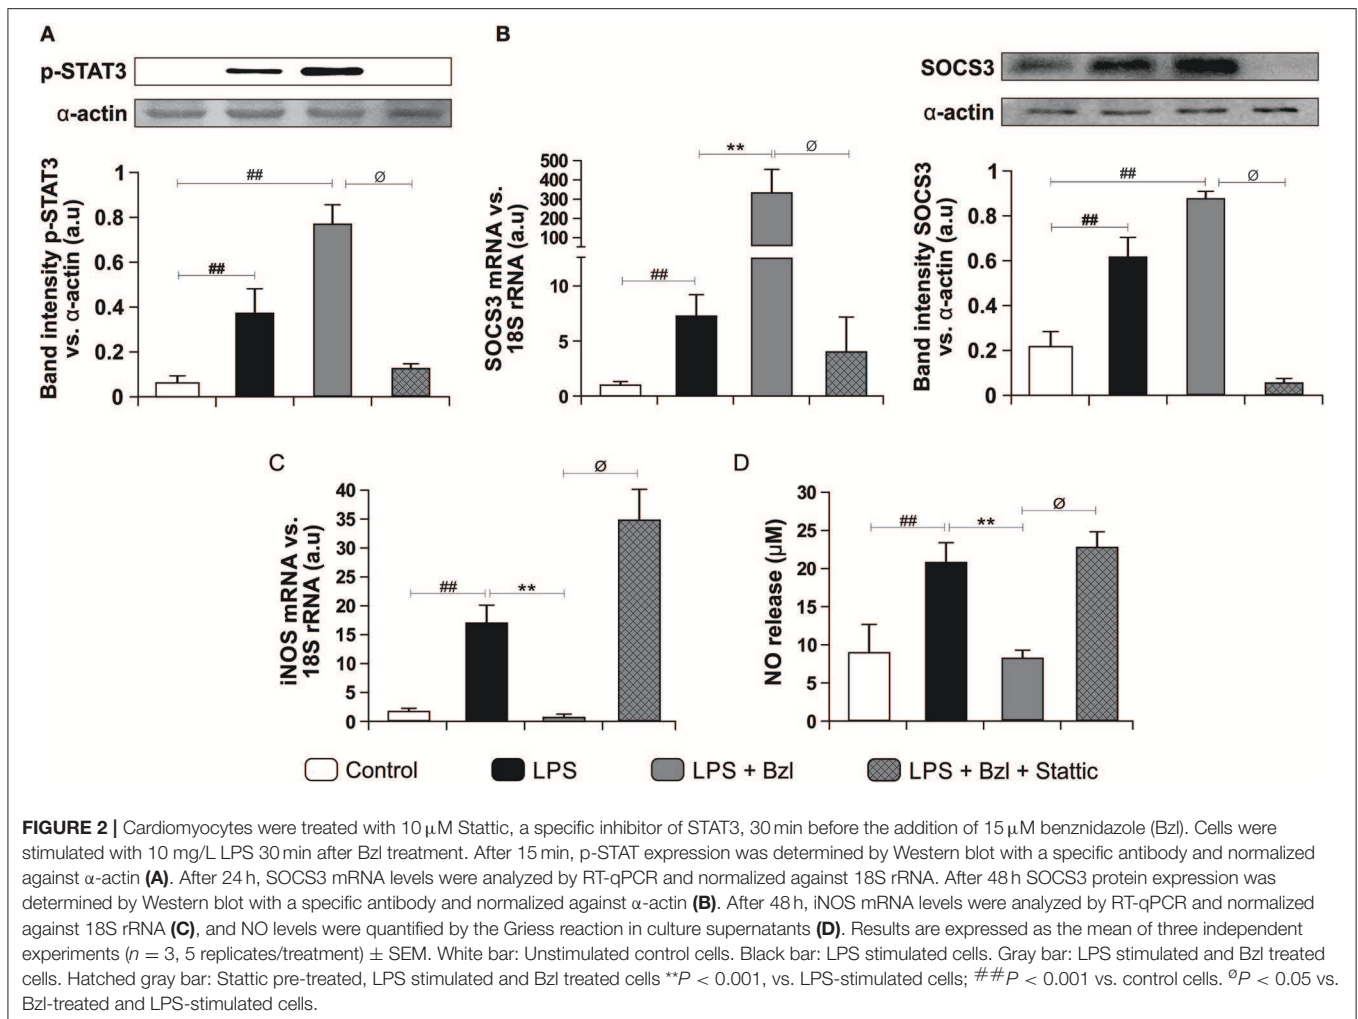 A
p-STAT3
α-actin
Band intensity p-STAT3
vs. α-actin (a.u)
1
0.8
0.6
0.4
0.2
0
##
##
Ø
B
SOCS3 mRNA vs.
18S rRNA (a.u)
500
400
300
200
100
10
5
0
##
**
Ø
SOCS3
α-actin
Band intensity SOCS3
vs. α-actin (a.u)
1
0.8
0.6
0.4
0.2
0
##
##
Ø
C
iNOS mRNA vs.
18S rRNA (a.u)
40
35
30
25
20
15
10
5
0
##
**
Ø
D
NO release (µM)
30
25
20
15
10
5
0
##
**
Ø
Control LPS LPS + Bzl LPS + Bzl + Stattic
FIGURE 2 | Cardiomyocytes were treated with 10 µM Stattic, a specific inhibitor of STAT3, 30 min before the addition of 15 µM benznidazole (Bzl). Cells were
stimulated with 10 mg/L LPS 30 min after Bzl treatment. After 15 min, p-STAT expression was determined by Western blot with a specific antibody and normalized
against α-actin (A). After 24 h, SOCS3 mRNA levels were analyzed by RT-qPCR and normalized against 18S rRNA. After 48 h SOCS3 protein expression was
determined by Western blot with a specific antibody and normalized against α-actin (B). After 48 h, iNOS mRNA levels were analyzed by RT-qPCR and normalized
against 18S rRNA (C), and NO levels were quantified by the Griess reaction in culture supernatants (D). Results are expressed as the mean of three independent
experiments (n = 3, 5 replicates/treatment) ± SEM. White bar: Unstimulated control cells. Black bar: LPS stimulated cells. Gray bar: LPS stimulated and Bzl treated
cells. Hatched gray bar: Stattic pre-treated, LPS stimulated and Bzl treated cells **P < 0.001, vs. LPS-stimulated cells; ##P < 0.001 vs. control cells. øP < 0.05 vs.
Bzl-treated and LPS-stimulated cells.